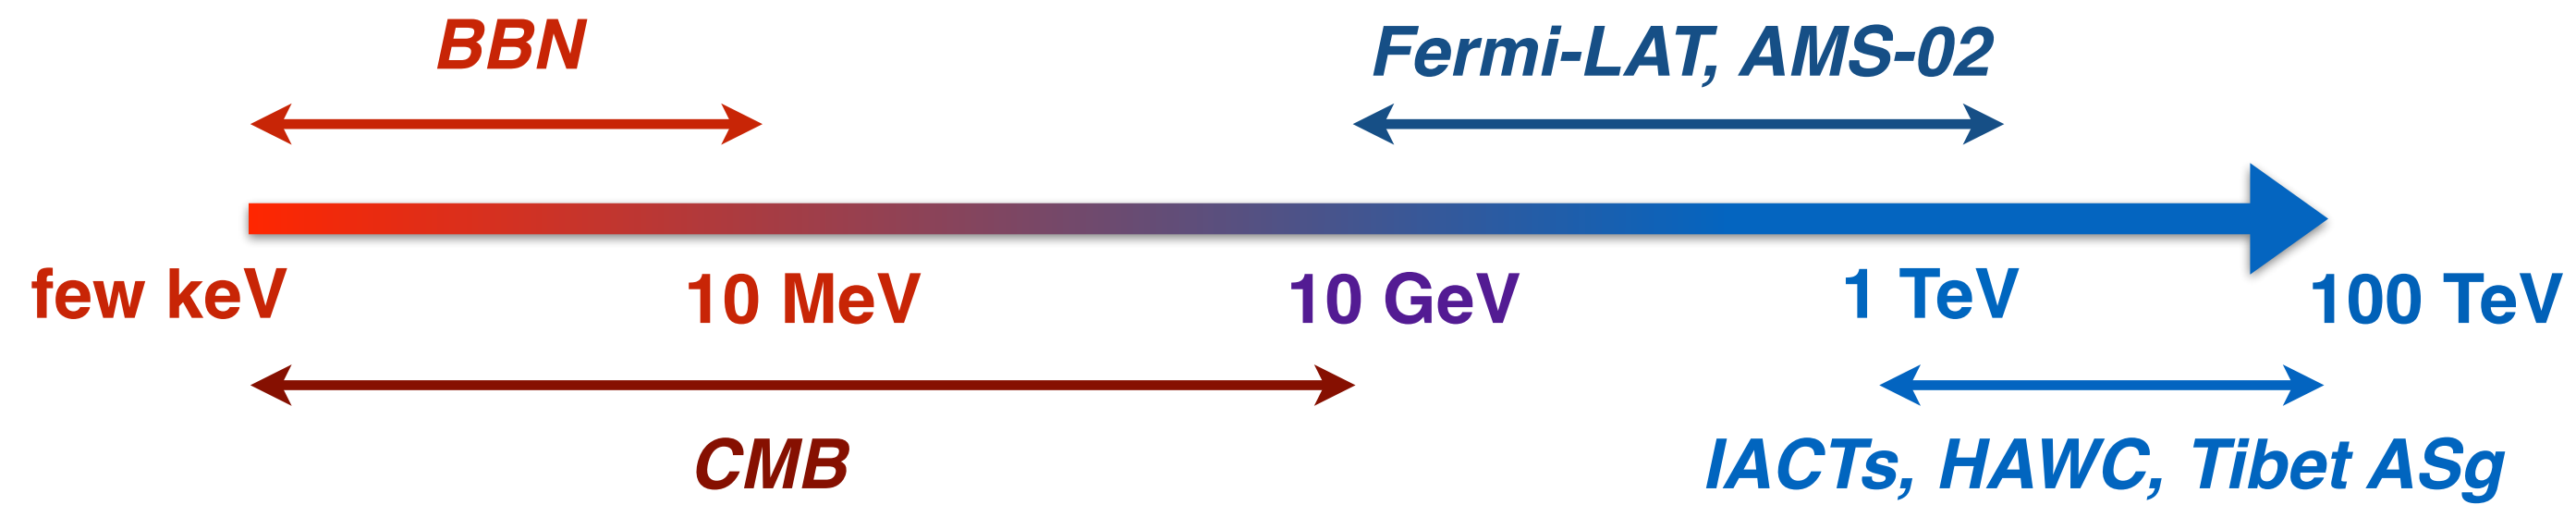 BBN
Fermi-LAT, AMS-02
few keV
10 MeV
10 GeV
1 TeV
100 TeV
CMB
IACTs, HAWC, Tibet ASg